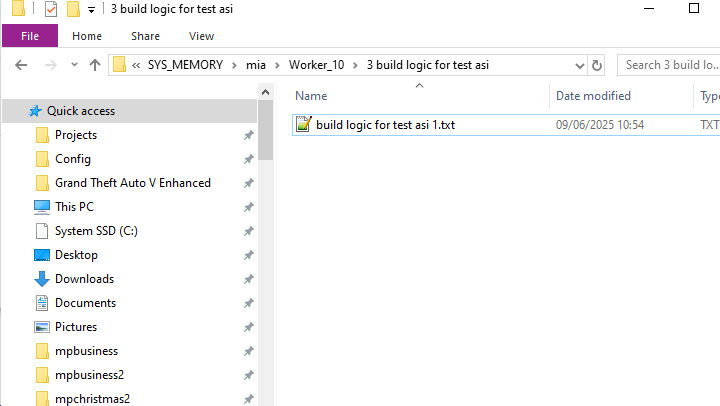 3 build logic for test asi
File Home Share View
« SYS_MEMORY › mia › Worker_10 › 3 build logic for test asi Search 3 build lo...
Name Date modified Type
Quick access
build logic for test asi 1.txt 09/06/2025 10:54 TXT
Projects
Config
Grand Theft Auto V Enhanced
This PC
System SSD (C:)
Desktop
Downloads
Documents
Pictures
mpbusiness
mpbusiness2
mpchristmas2